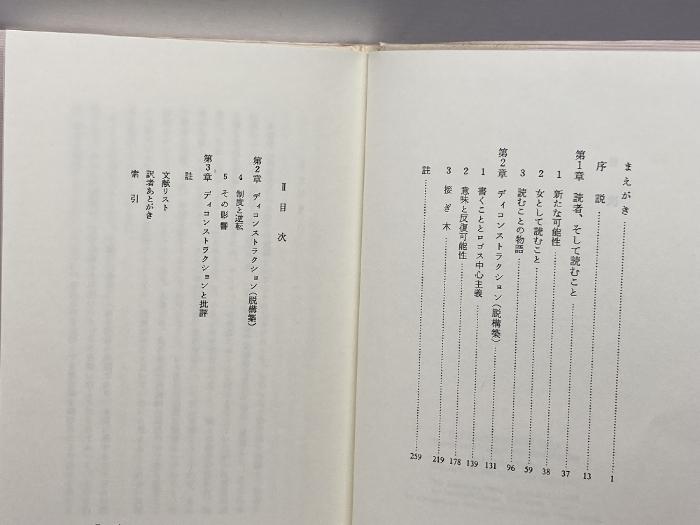 まえがき……1
序説……13
第1章 読者、そして読むこと……37
1 新たな可能性……38
2 女として読むこと……59
3 読むことの物語……96
第2章 ディコンストラクション（脱構築）……131
1 書くこととロゴス中心主義……139
2 意味と反復可能性……178
3 接ぎ木……219
註……259
Ⅱ目次
第2章 ディコンストラクション（脱構築）
4 制度と逆転
5 その影響
第3章 ディコンストラクションと批評
註
文献リスト
訳者あとがき
索引